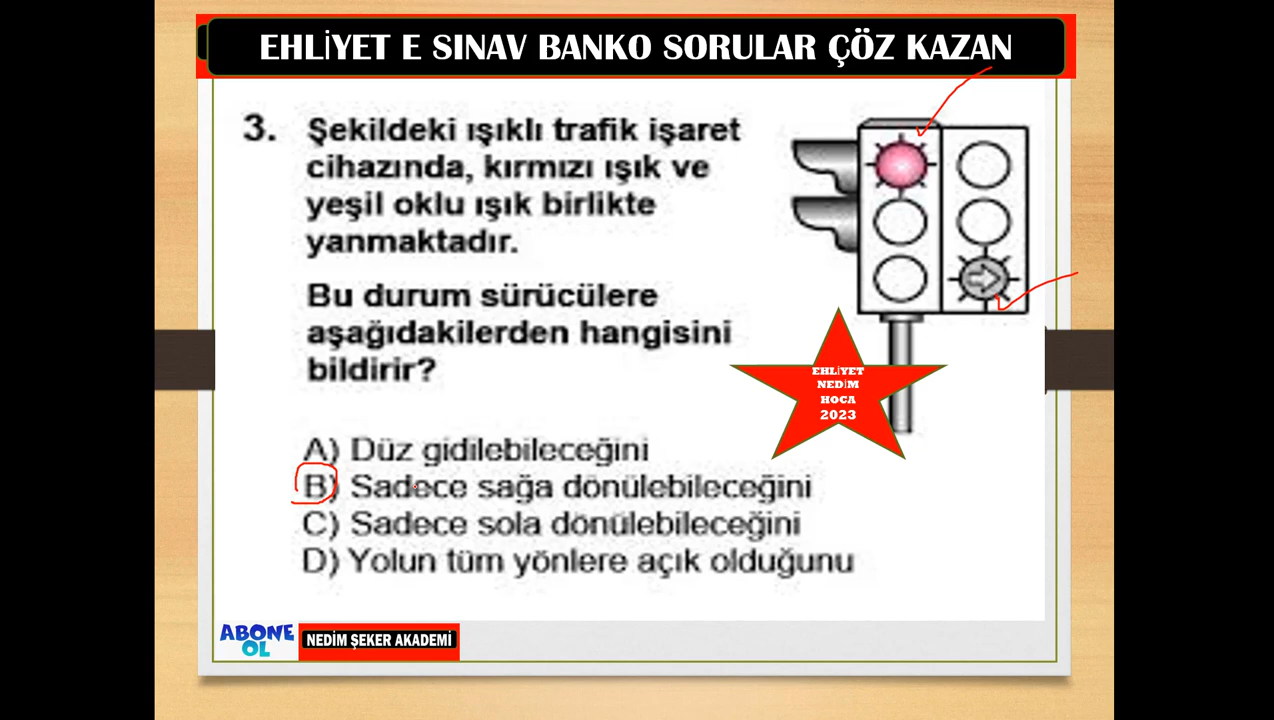 EHLİYET E SINAV BANKO SORULAR ÇÖZ KAZAN
3. Şekildeki ışıklı trafik işaret
cihazında, kırmızı ışık ve
yeşil oklu ışık birlikte
yanmaktadır.
Bu durum sürücülere
aşağıdakilerden hangisini
bildirir?
EHLİYET
NEDİM
HOCA
2023
A) Düz gidilebileceğini
B) Sadece sağa dönülebileceğini
C) Sadece sola dönülebileceğini
D) Yolun tüm yönlere açık olduğunu
ABONE
OL
NEDİM ŞEKER AKADEMİ